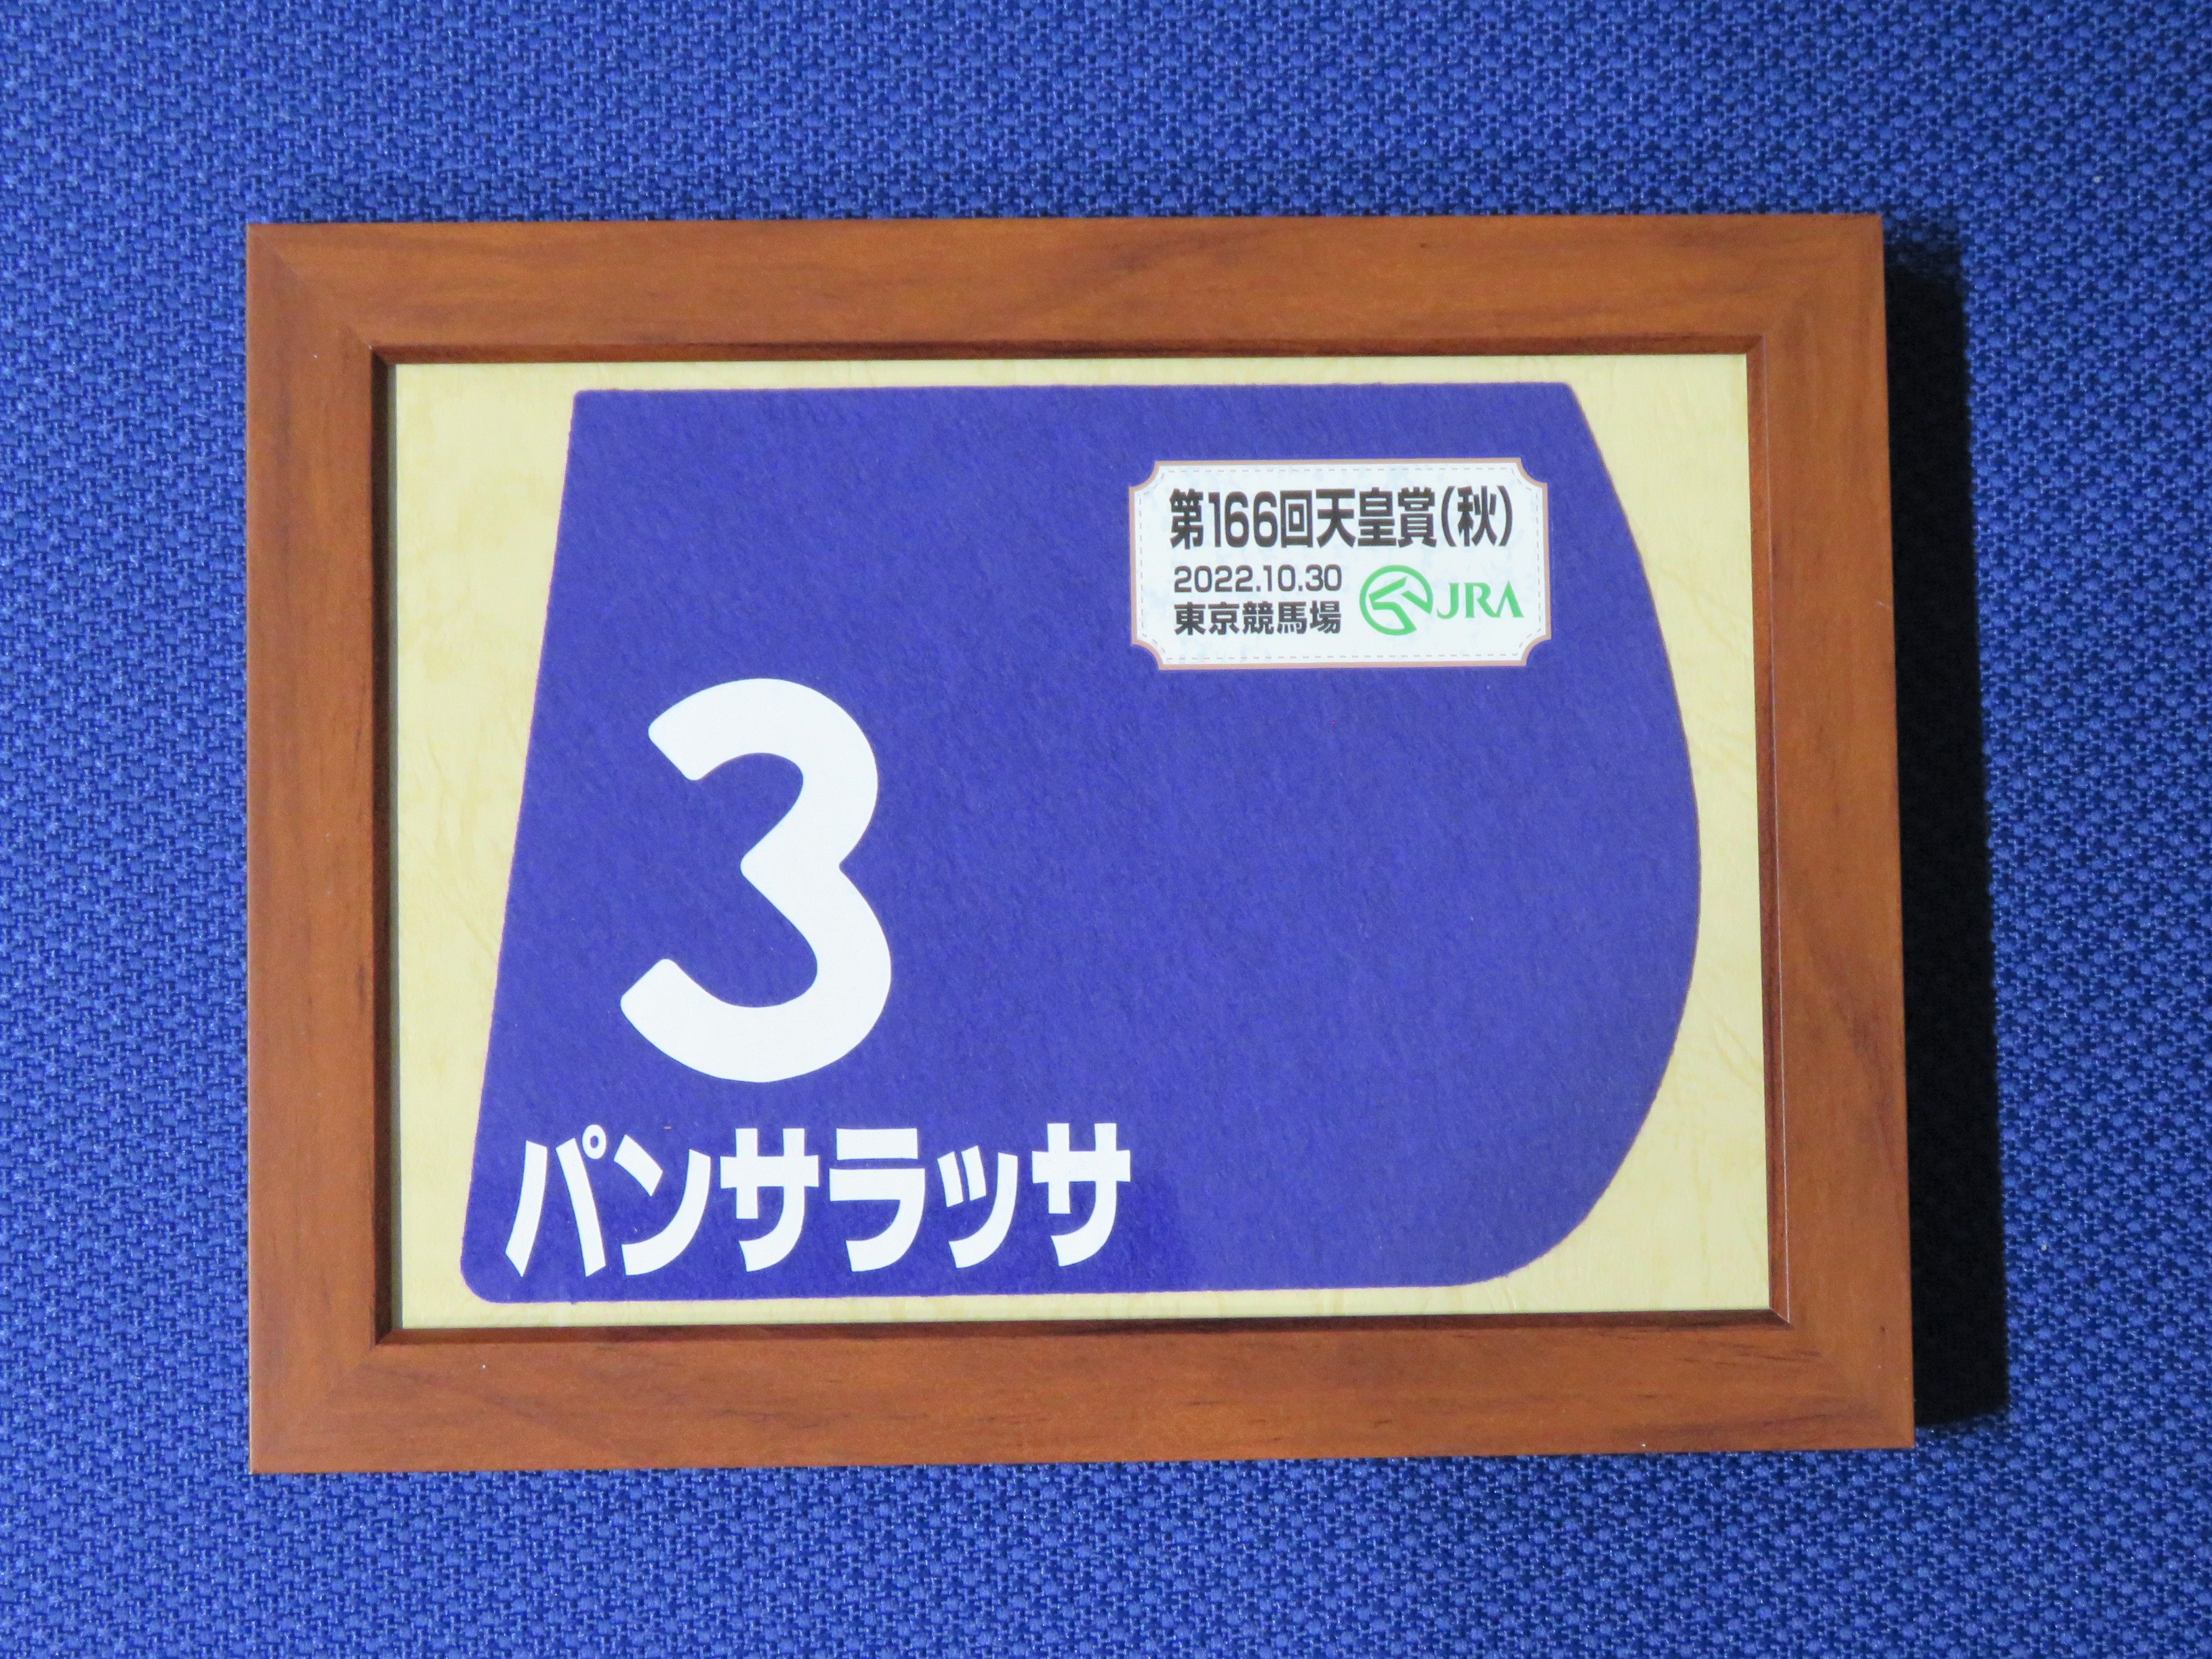 第166回天皇賞(秋)
2022.10.30
東京競馬場
JRA
3
パンサラッサ